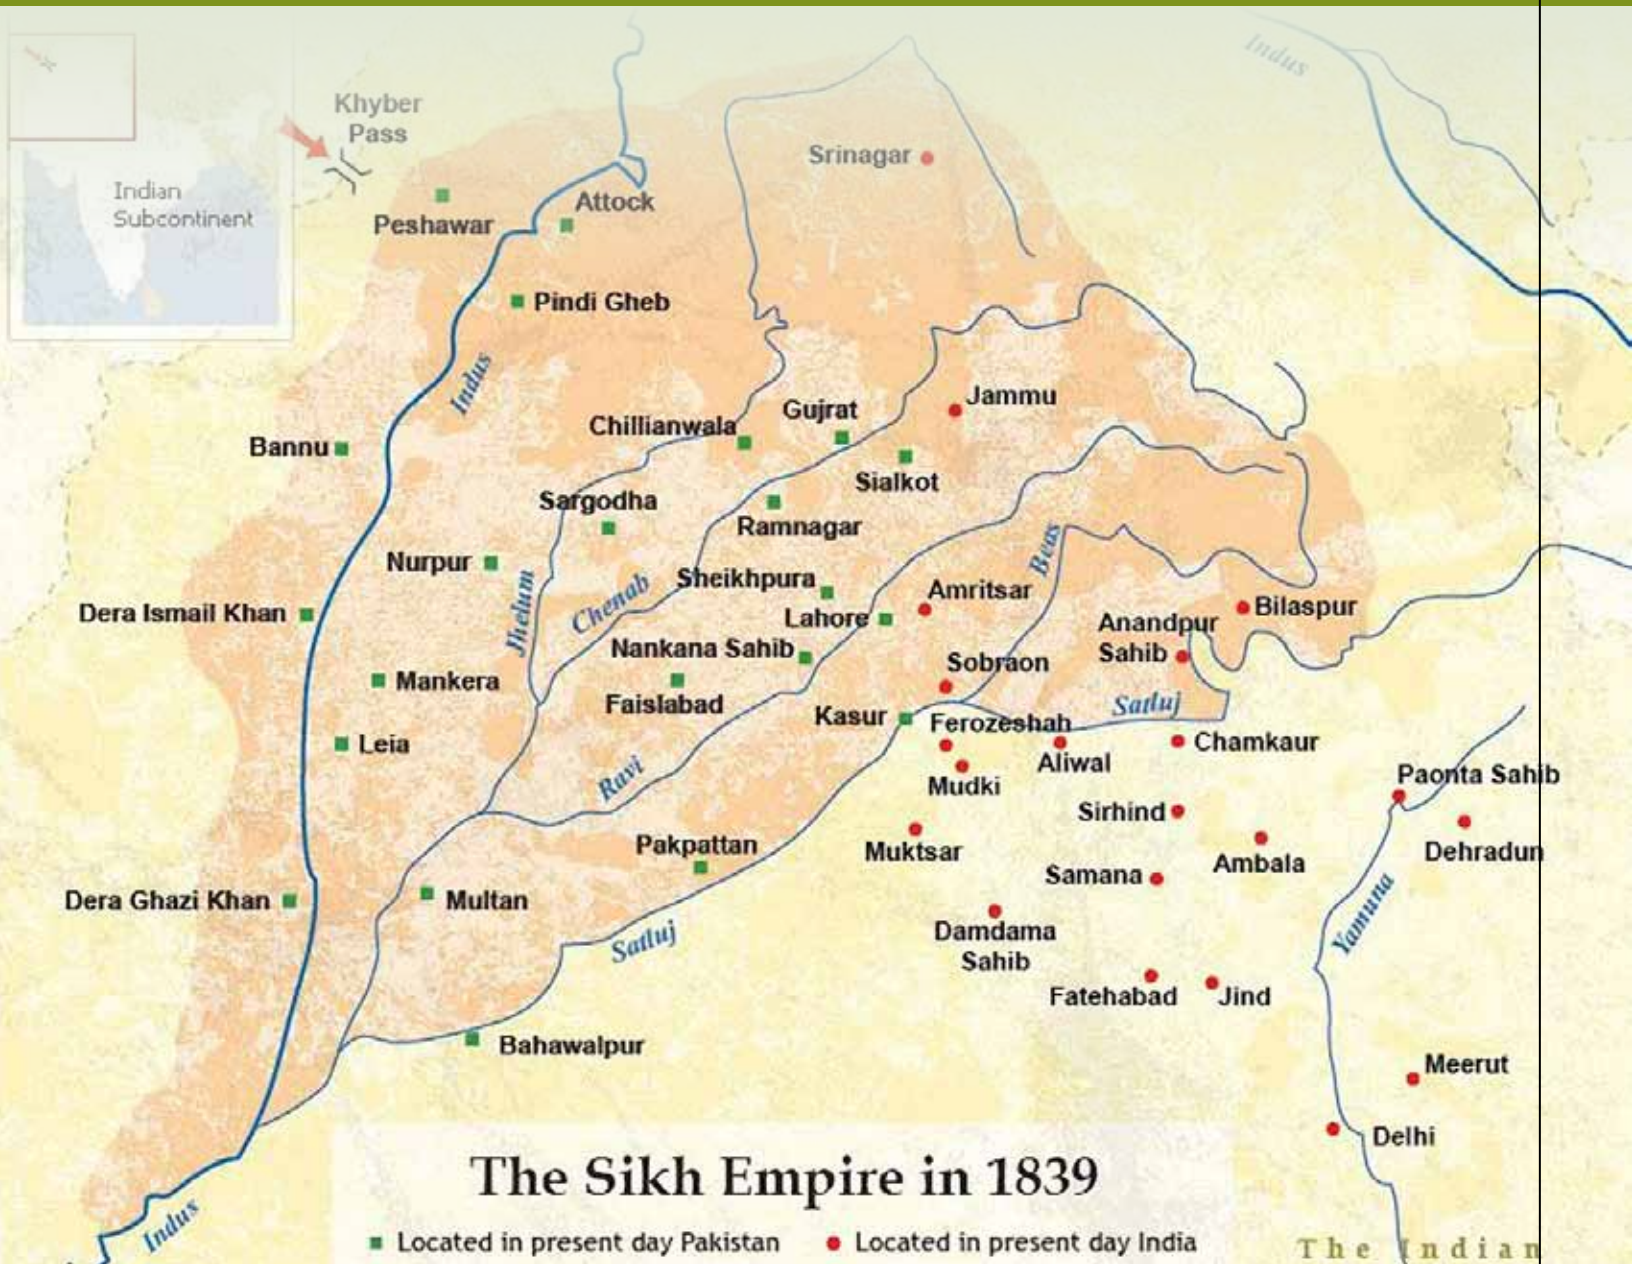 Indus
Khyber
Pass
Srinagar
Indian
Subcontinent
Attock
Peshawar
Pindi Gheb
Indus
Jammu
Gujrat
Chillianwala
Bannu
Sialkot
Sargodha
Ramnagar
Beas
Nurpur
Jhelum
Chenab
Sheikhpura
Amritsar
Dera Ismail Khan
Lahore
Anandpur
Sahib
Bilaspur
Nankana Sahib
Sobraon
Mankera
Faislabad
Kasur
Ferozeshah
Satluj
Leia
Aliwal
Chamkaur
Ravi
Mudki
Paonta Sahib
Sirhind
Pakpattan
Muktsar
Ambala
Dehradun
Samana
Dera Ghazi Khan
Multan
Yamuna
Satluj
Damdama
Sahib
Fatehabad
Jind
Bahawalpur
Meerut
Delhi
The Sikh Empire in 1839
Indus
Located in present day Pakistan
Located in present day India
The Indian